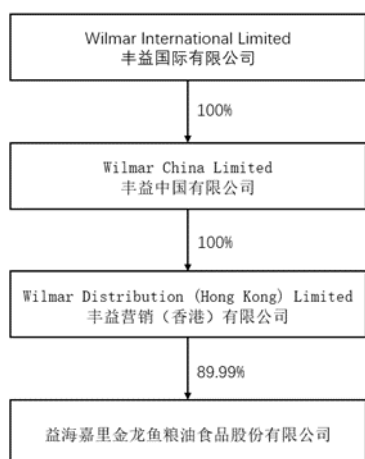 Wilmar International Limited
丰益国际有限公司
100%
Wilmar China Limited
丰益中国有限公司
100%
Wilmar Distribution (Hong Kong) Limited
丰益营销（香港）有限公司
89.99%
益海嘉里金龙鱼粮油食品股份有限公司